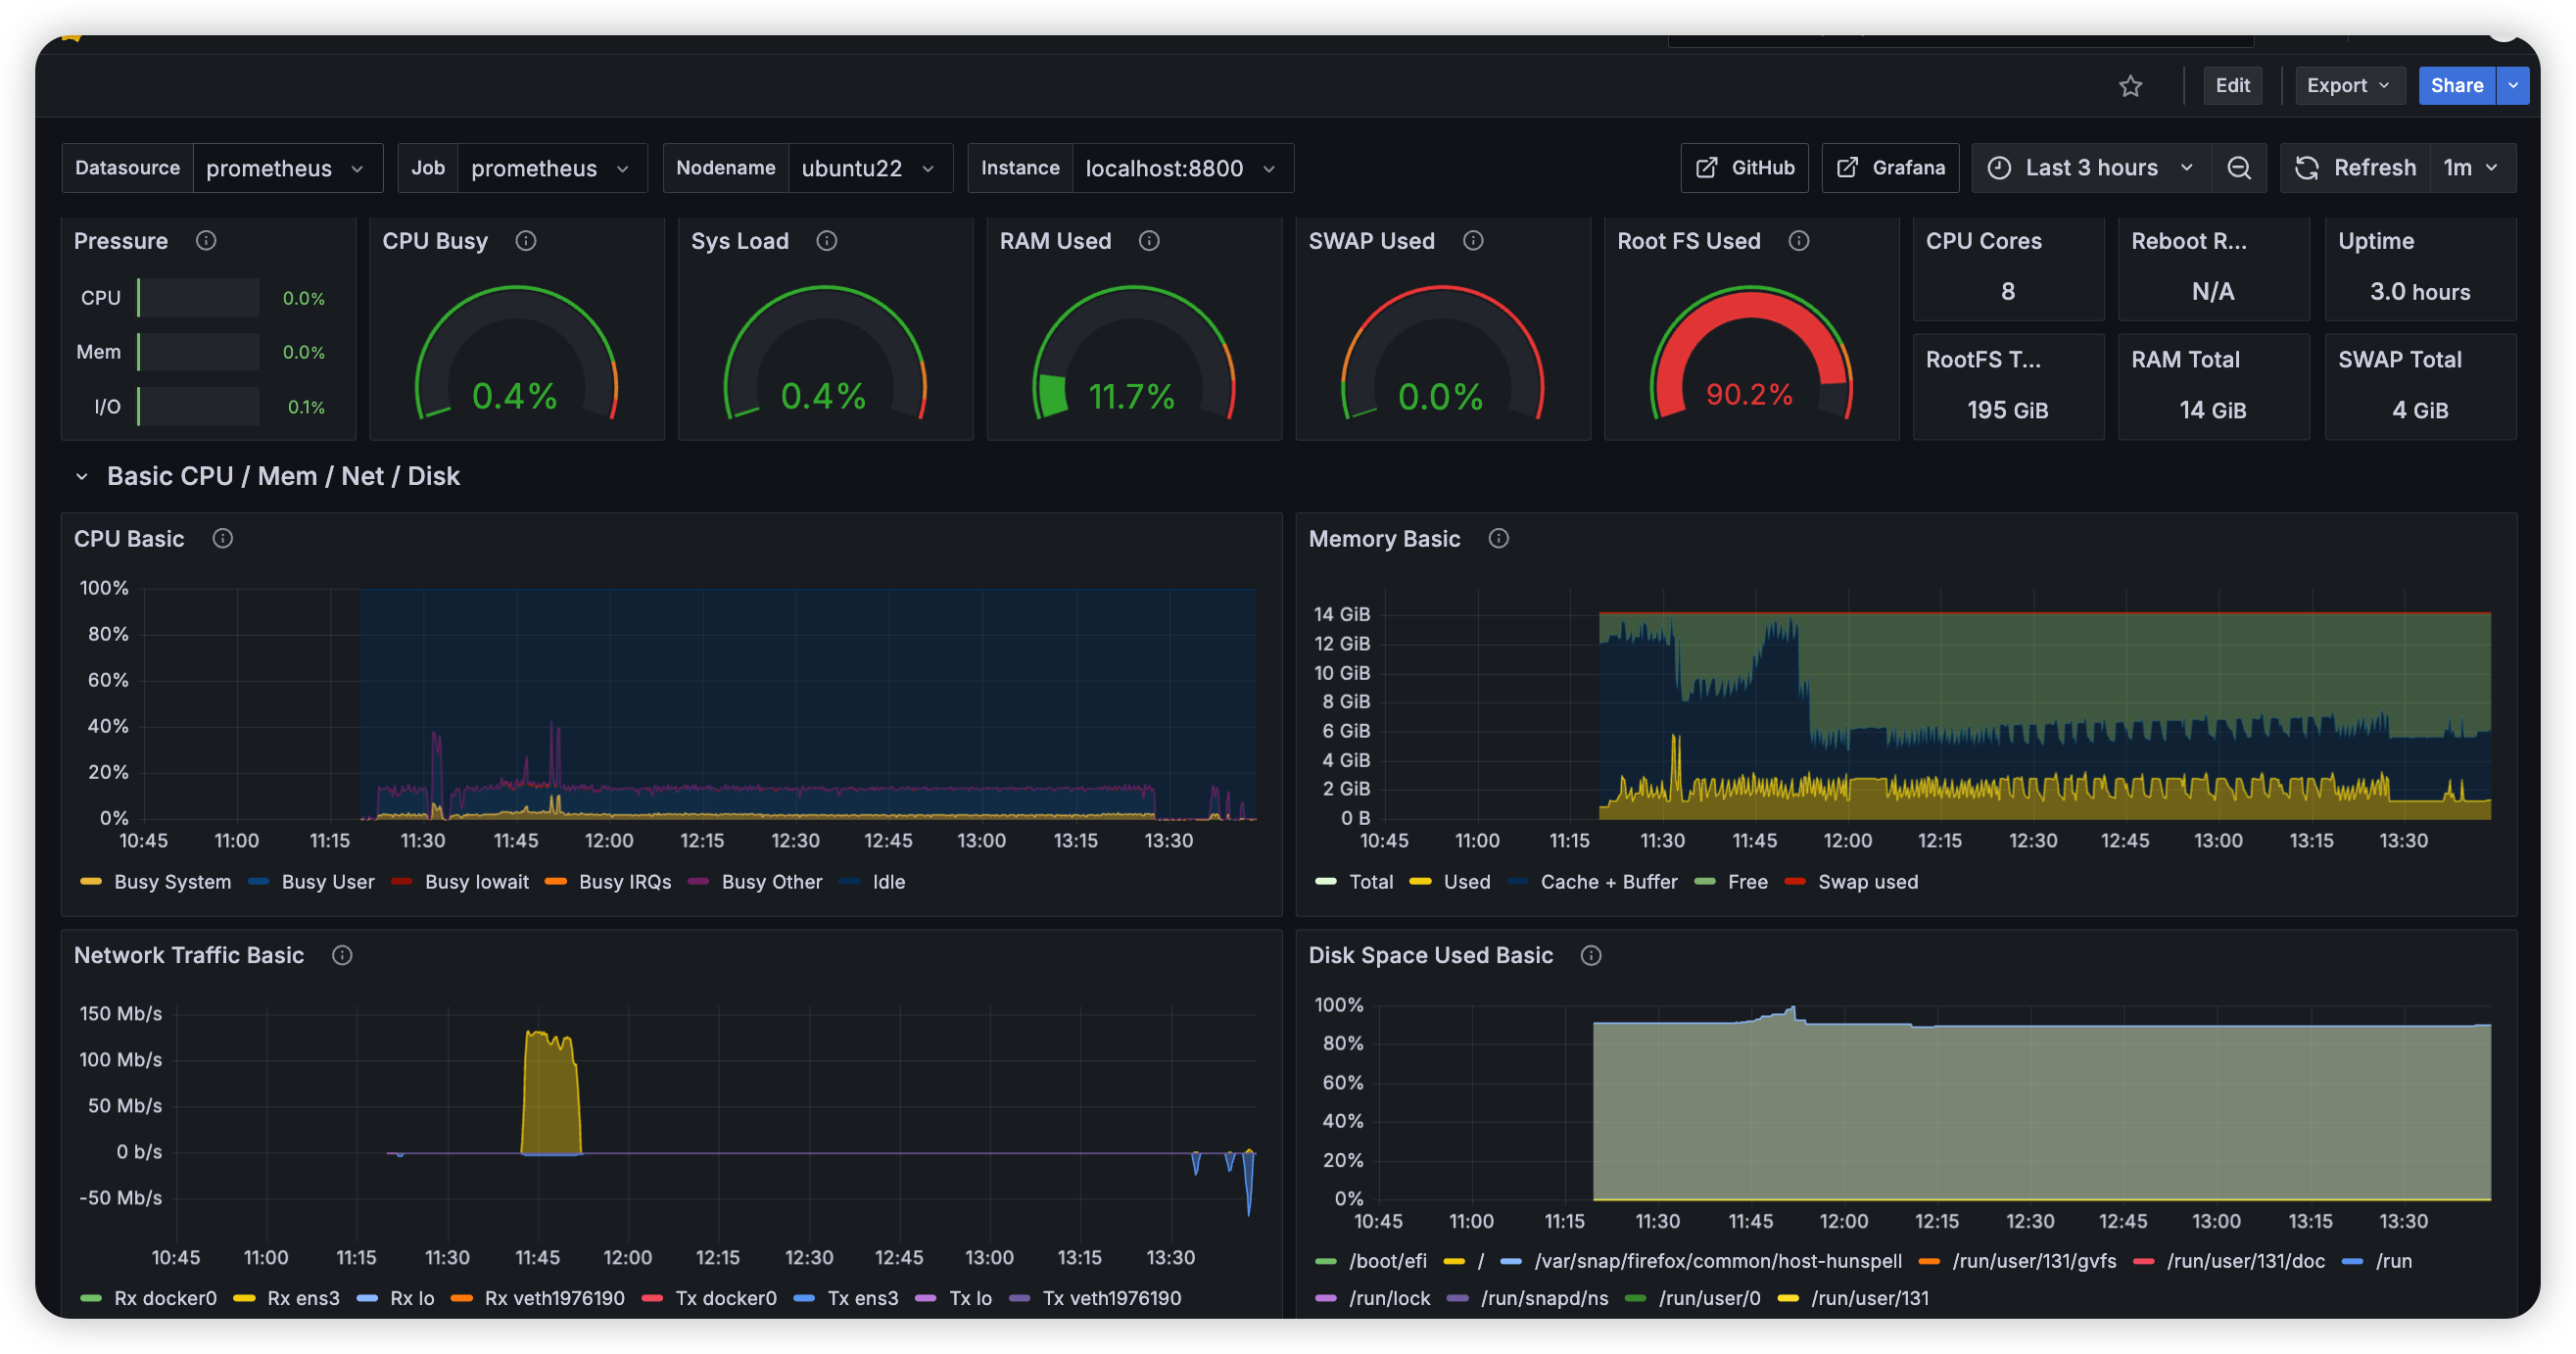 Edit Export Share
Datasource prometheus Job prometheus Nodename ubuntu22 Instance localhost:8800 GitHub Grafana Last 3 hours Refresh 1m
Pressure CPU Busy Sys Load RAM Used SWAP Used Root FS Used CPU Cores Reboot R... Uptime
CPU 0.0%
Mem 0.0%
I/O 0.1%
0.4% 0.4% 11.7% 0.0% 90.2%
8 N/A 3.0 hours
RootFS T... RAM Total SWAP Total
195 GiB 14 GiB 4 GiB
Basic CPU / Mem / Net / Disk
CPU Basic
100%
80%
60%
40%
20%
0%
10:45 11:00 11:15 11:30 11:45 12:00 12:15 12:30 12:45 13:00 13:15 13:30
Busy System Busy User Busy Iowait Busy IRQs Busy Other Idle
Memory Basic
14 GiB
12 GiB
10 GiB
8 GiB
6 GiB
4 GiB
2 GiB
0 B
10:45 11:00 11:15 11:30 11:45 12:00 12:15 12:30 12:45 13:00 13:15 13:30
Total Used Cache + Buffer Free Swap used
Network Traffic Basic
150 Mb/s
100 Mb/s
50 Mb/s
0 b/s
-50 Mb/s
10:45 11:00 11:15 11:30 11:45 12:00 12:15 12:30 12:45 13:00 13:15 13:30
Rx docker0 Rx ens3 Rx lo Rx veth1976190 Tx docker0 Tx ens3 Tx lo Tx veth1976190
Disk Space Used Basic
100%
80%
60%
40%
20%
0%
10:45 11:00 11:15 11:30 11:45 12:00 12:15 12:30 12:45 13:00 13:15 13:30
/boot/efi / /var/snap/firefox/common/host-hunspell /run/user/131/gvfs /run/user/131/doc /run
/run/lock /run/snapd/ns /run/user/0 /run/user/131